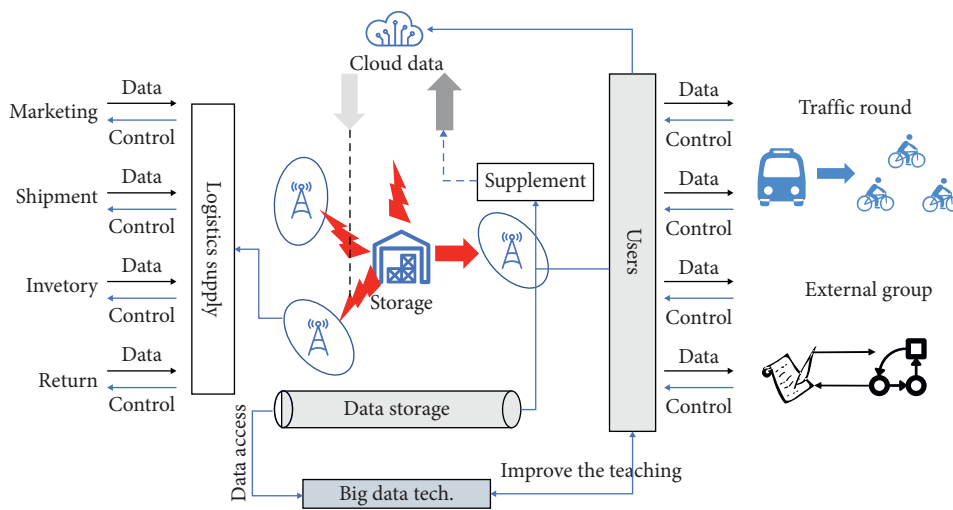 Cloud data
Marketing
Data
Control
Shipment
Data
Control
Invetory
Data
Control
Return
Data
Control
Logistics supply
Storage
Supplement
Data storage
Data access
Big data tech.
Improve the teaching
Users
Data
Control
Data
Control
Data
Control
Data
Control
Traffic round
External group